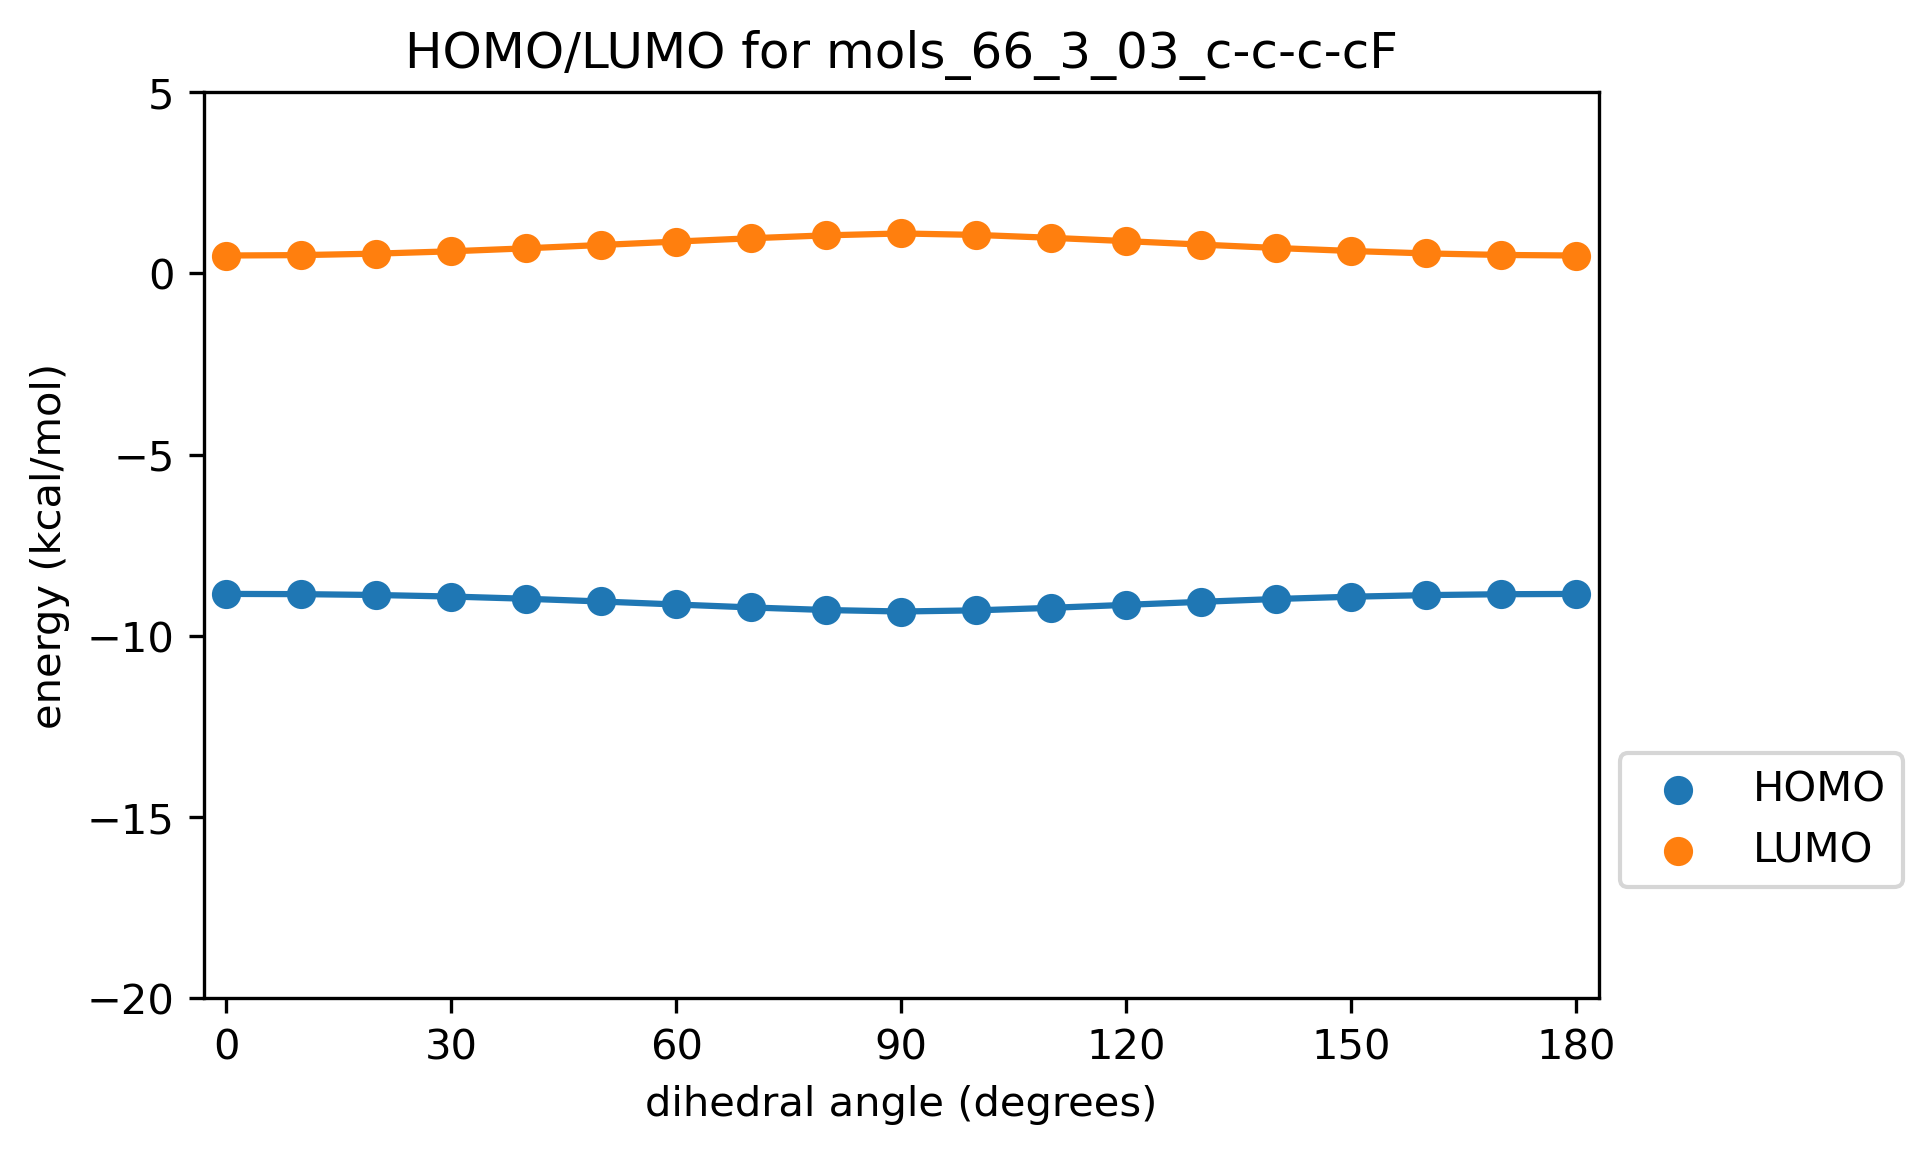 HOMO/LUMO for mols_66_3_03_c-c-c-cF
5
0
−5
−10
−15
−20
energy (kcal/mol)
0 30 60 90 120 150 180
dihedral angle (degrees)
HOMO
LUMO